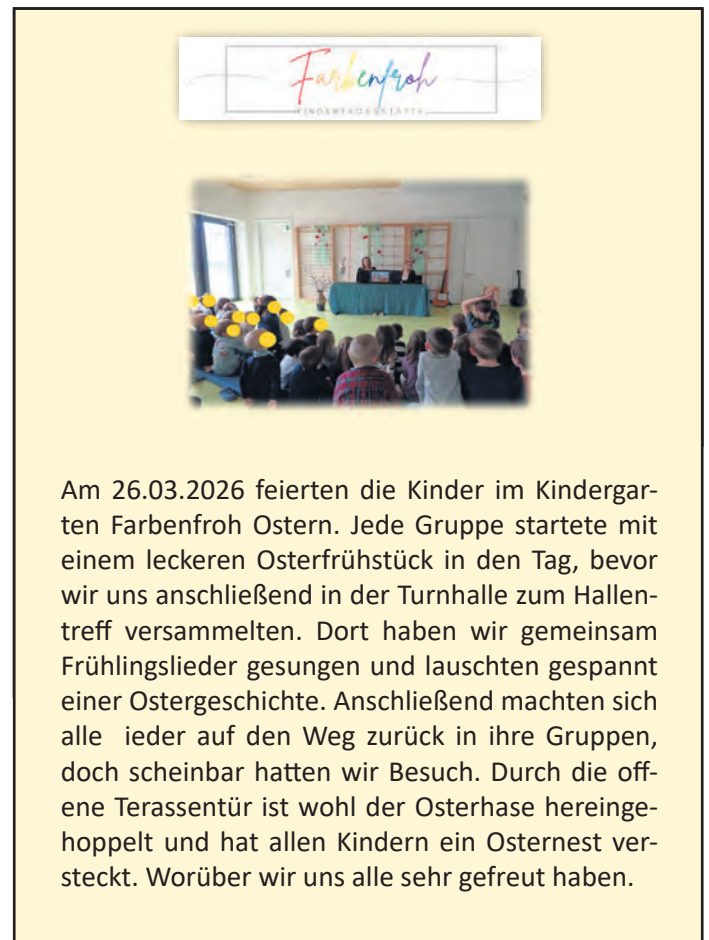 Farbenfroh
KINDERTAGESSTÄTTE
Am 26.03.2026 feierten die Kinder im Kindergar-
ten Farbenfroh Ostern. Jede Gruppe startete mit
einem leckeren Osterfrühstück in den Tag, bevor
wir uns anschließend in der Turnhalle zum Hallen-
treff versammelten. Dort haben wir gemeinsam
Frühlingslieder gesungen und lauschten gespannt
einer Ostergeschichte. Anschließend machten sich
alle ieder auf den Weg zurück in ihre Gruppen,
doch scheinbar hatten wir Besuch. Durch die off-
ene Terassentür ist wohl der Osterhase hereinge-
hoppelt und hat allen Kindern ein Osternest ver-
steckt. Worüber wir uns alle sehr gefreut haben.